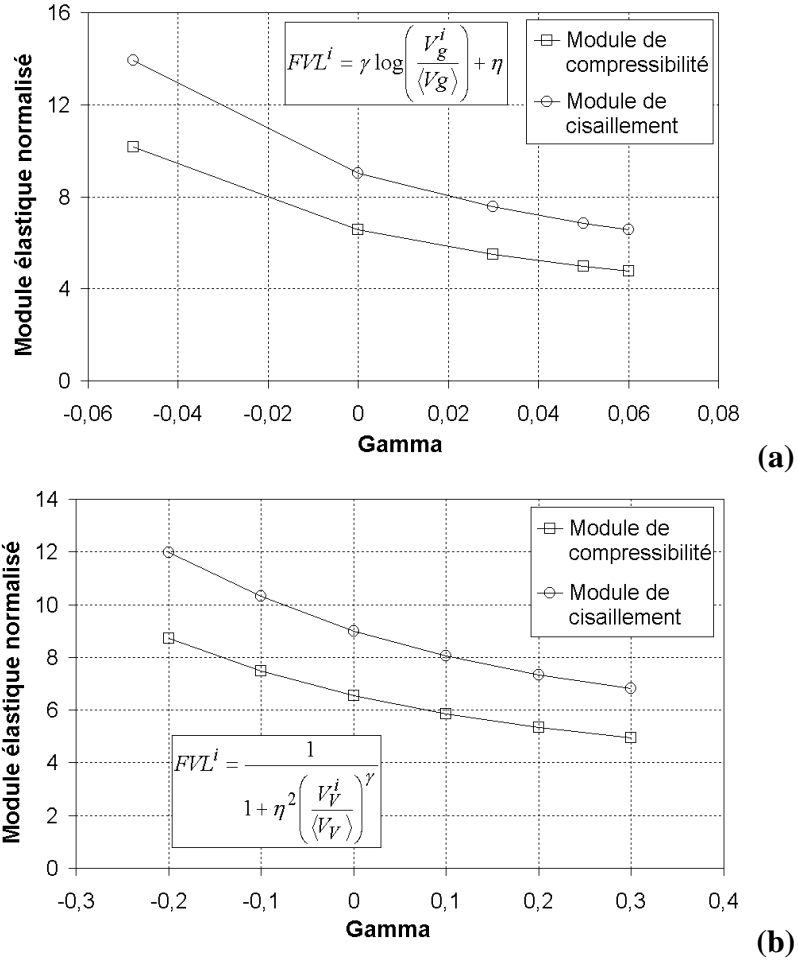 16
12
8
4
0
-0,06
-0,04
-0,02
0
0,02
0,04
0,06
0,08
Module élastique normalisé
Gamma
FVL^i = γ log(V_g^i / ⟨Vg⟩) + η
Module de
compressibilité
Module de
cisaillement
(a)
14
12
10
8
6
4
2
0
-0,3
-0,2
-0,1
0
0,1
0,2
0,3
0,4
Module élastique normalisé
Gamma
Module de
compressibilité
Module de
cisaillement
FVL^i = 1 / (1 + η^2 (V_V^i / ⟨V_V⟩)^γ)
(b)